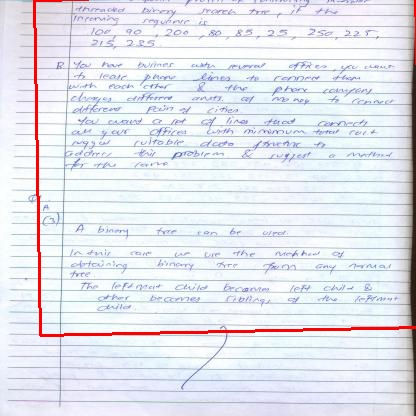 threaded binary search tree, if the
incoming sequence is
100, 90, 200, 80, 85, 25, 250, 225,
215, 235.
B. You have busines with several offices, you want
to lease phone lines to connect them
with each other & the phone company
charges different amts. of money to connect
different pairs of cities
You want a set of lines that connects
all your offices with minimum total cost
suitable data structure to
address this problem & suggest a method
for the same
Q
A
(3)
A binary tree can be used.
In this case we use the method of
obtaining binary tree from any normal
tree.
The leftmost child becomes left child &
other becomes siblings of the leftmost
child